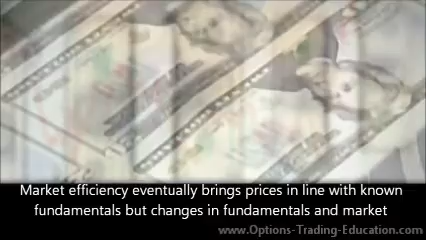 Market efficiency eventually brings prices in line with known
fundamentals but changes in fundamentals and market
www.Options-Trading-Education.com